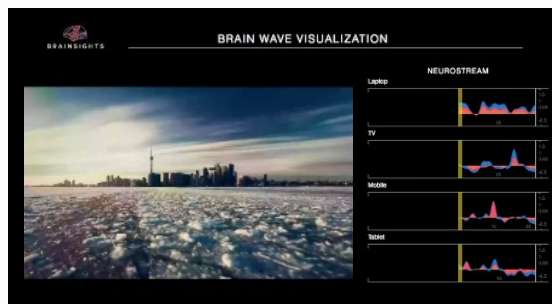 BRAINSIGHTS
BRAIN WAVE VISUALIZATION
NEUROSTREAM
Laptop
TV
Mobile
Tablet